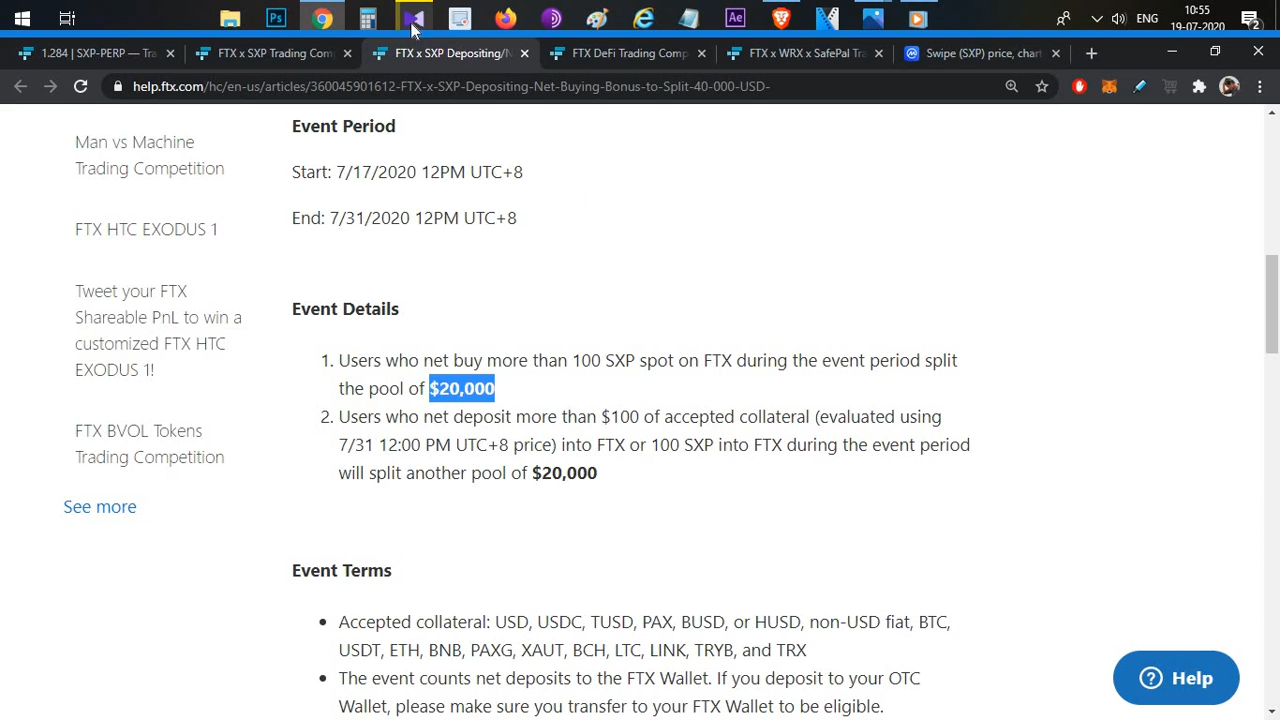 10:55
ENG
19-07-2020
2
1.284 | SXP-PERP — Tra
FTX x SXP Trading Com
FTX x SXP Depositing/N
FTX DeFi Trading Comp
FTX x WRX x SafePal Tra
Swipe (SXP) price, chart
help.ftx.com/hc/en-us/articles/360045901612-FTX-x-SXP-Depositing-Net-Buying-Bonus-to-Split-40-000-USD-
Man vs Machine
Trading Competition
FTX HTC EXODUS 1
Tweet your FTX
Shareable PnL to win a
customized FTX HTC
EXODUS 1!
FTX BVOL Tokens
Trading Competition
See more
Event Period
Start: 7/17/2020 12PM UTC+8
End: 7/31/2020 12PM UTC+8
Event Details
1. Users who net buy more than 100 SXP spot on FTX during the event period split
the pool of $20,000
2. Users who net deposit more than $100 of accepted collateral (evaluated using
7/31 12:00 PM UTC+8 price) into FTX or 100 SXP into FTX during the event period
will split another pool of $20,000
Event Terms
• Accepted collateral: USD, USDC, TUSD, PAX, BUSD, or HUSD, non-USD fiat, BTC,
USDT, ETH, BNB, PAXG, XAUT, BCH, LTC, LINK, TRYB, and TRX
• The event counts net deposits to the FTX Wallet. If you deposit to your OTC
Wallet, please make sure you transfer to your FTX Wallet to be eligible.
Help
Ps
Ae